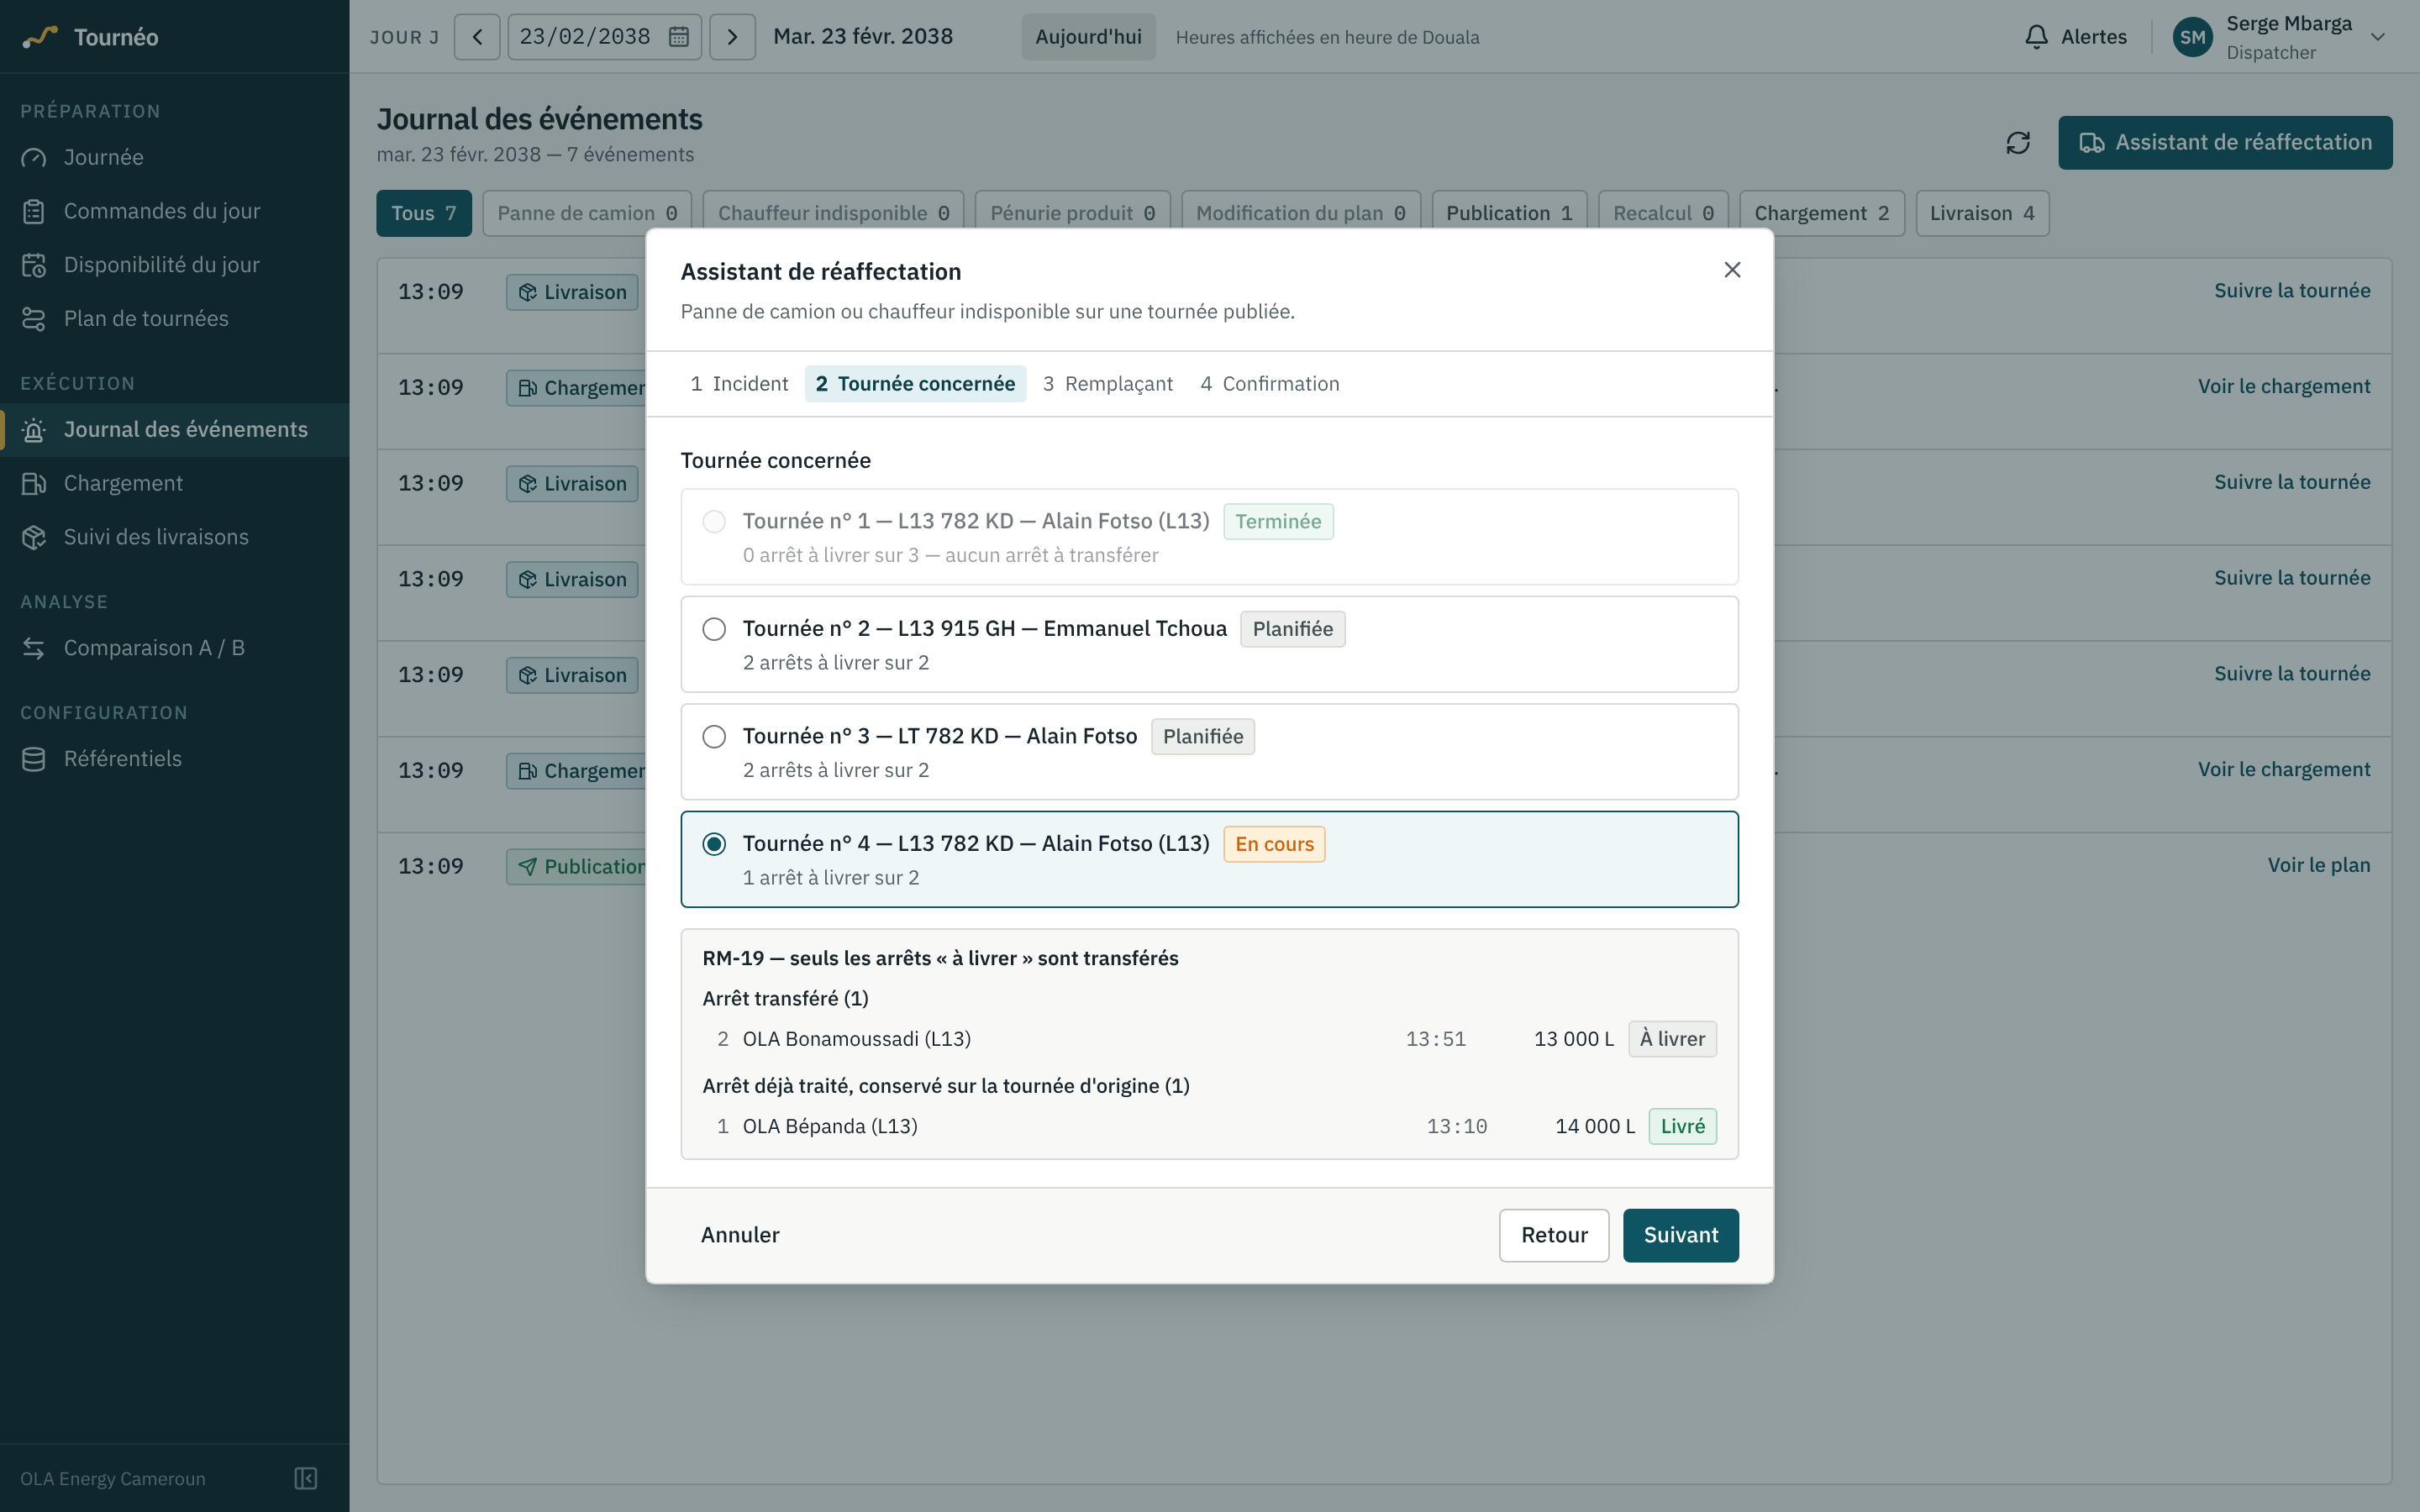 Tournéo
JOUR J
23/02/2038
Mar. 23 févr. 2038
Aujourd'hui
Heures affichées en heure de Douala
Alertes
SM
Serge Mbarga
Dispatcher
PRÉPARATION
Journée
Commandes du jour
Disponibilité du jour
Plan de tournées
EXÉCUTION
Journal des événements
Chargement
Suivi des livraisons
ANALYSE
Comparaison A / B
CONFIGURATION
Référentiels
OLA Energy Cameroun
Journal des événements
mar. 23 févr. 2038 — 7 événements
Assistant de réaffectation
Tous 7
Panne de camion 0
Chauffeur indisponible 0
Pénurie produit 0
Modification du plan 0
Publication 1
Recalcul 0
Chargement 2
Livraison 4
13:09 Livraison Suivre la tournée
13:09 Chargemen Voir le chargement
13:09 Livraison Suivre la tournée
13:09 Livraison Suivre la tournée
13:09 Livraison Suivre la tournée
13:09 Chargemen Voir le chargement
13:09 Publication Voir le plan
Assistant de réaffectation
Panne de camion ou chauffeur indisponible sur une tournée publiée.
1 Incident
2 Tournée concernée
3 Remplaçant
4 Confirmation
Tournée concernée
Tournée n° 1 — L13 782 KD — Alain Fotso (L13) Terminée
0 arrêt à livrer sur 3 — aucun arrêt à transférer
Tournée n° 2 — L13 915 GH — Emmanuel Tchoua Planifiée
2 arrêts à livrer sur 2
Tournée n° 3 — LT 782 KD — Alain Fotso Planifiée
2 arrêts à livrer sur 2
Tournée n° 4 — L13 782 KD — Alain Fotso (L13) En cours
1 arrêt à livrer sur 2
RM-19 — seuls les arrêts « à livrer » sont transférés
Arrêt transféré (1)
2 OLA Bonamoussadi (L13) 13:51 13 000 L À livrer
Arrêt déjà traité, conservé sur la tournée d'origine (1)
1 OLA Bépanda (L13) 13:10 14 000 L Livré
Annuler
Retour
Suivant